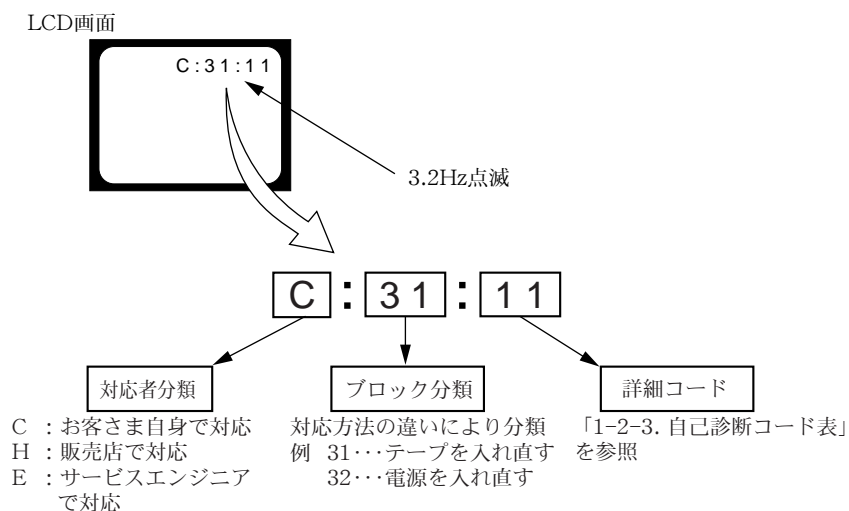 LCD画面
C:31:11
3.2Hz点滅
C : 31 : 11
対応者分類
C ：お客さま自身で対応
H ：販売店で対応
E ：サービスエンジニア
で対応
ブロック分類
対応方法の違いにより分類
例 31･･･テープを入れ直す
32･･･電源を入れ直す
詳細コード
「1-2-3. 自己診断コード表」
を参照